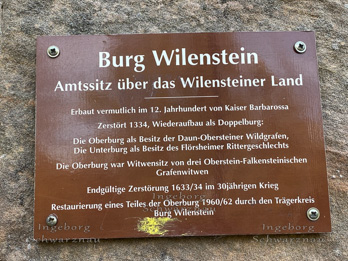 Burg Wilenstein
Amtssitz über das Wilensteiner Land
Erbaut vermutlich im 12. Jahrhundert von Kaiser Barbarossa
Zerstört 1334, Wiederaufbau als Doppelburg:
Die Oberburg als Besitz der Daun-Obersteiner Wildgrafen,
Die Unterburg als Besitz des Flörsheimer Rittergeschlechts
Die Oberburg war Witwensitz von drei Oberstein-Falkensteinischen
Grafenwitwen
Endgültige Zerstörung 1633/34 im 30jährigen Krieg
Restaurierung eines Teiles der Oberburg 1960/62 durch den Trägerkreis
Burg Wilenstein
Ingeborg
Schwarznau
Ingeborg
Schwarznau
Ingeborg
Schwarznau